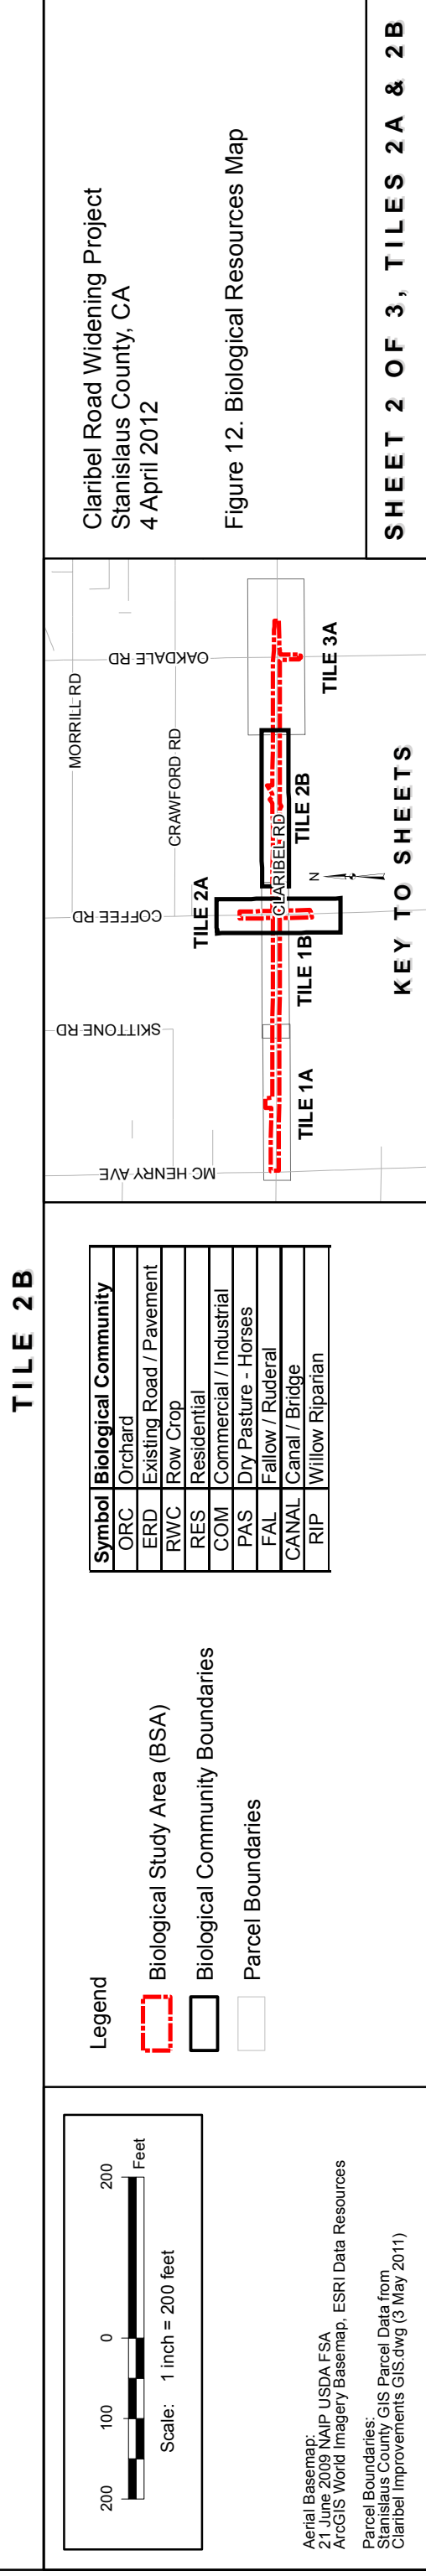 TILE 2B
200 100 0 200
Feet
Scale: 1 inch = 200 feet
Aerial Basemap:
21 June 2009 NAIP USDA FSA
ArcGIS World Imagery Basemap, ESRI Data Resources
Parcel Boundaries:
Stanislaus County GIS Parcel Data from
Claribel Improvements GIS.dwg (3 May 2011)
Legend
Biological Study Area (BSA)
Biological Community Boundaries
Parcel Boundaries
Symbol Biological Community
ORC Orchard
ERD Existing Road / Pavement
RWC Row Crop
RES Residential
COM Commercial / Industrial
PAS Dry Pasture - Horses
FAL Fallow / Ruderal
CANAL Canal / Bridge
RIP Willow Riparian
MC HENRY AVE
SKITTONE RD
COFFEE RD
OAKDALE RD
MORRILL RD
CRAWFORD RD
CLARIBEL RD
TILE 1A
TILE 1B
TILE 2A
TILE 2B
TILE 3A
N
KEY TO SHEETS
Claribel Road Widening Project
Stanislaus County, CA
4 April 2012
Figure 12. Biological Resources Map
SHEET 2 OF 3, TILES 2A & 2B